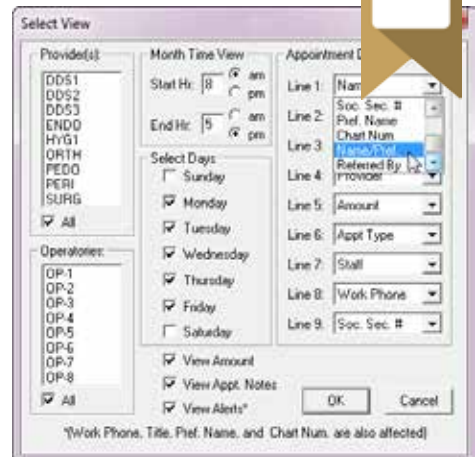 Select View
Provider(s):
DDS1
DDS2
DDS3
ENDO
HYG1
ORTH
PEDO
PERI
SURG
All
Operatories:
OP-1
OP-2
OP-3
OP-4
OP-5
OP-6
OP-7
OP-8
All
Month Time View
Start Hr: 8 am
pm
End Hr: 5 am
pm
Select Days
Sunday
Monday
Tuesday
Wednesday
Thursday
Friday
Saturday
View Amount
View Appt. Notes
View Alerts*
Appointment
Line 1:
Soc. Sec. #
Pref. Name
Chart Num
Name/Pref.
Referred By
Line 2:
Line 3
Line 4: Provider
Line 5: Amount
Line 6: Appt Type
Line 7: Staff
Line 8: Work Phone
Line 9: Soc. Sec. #
OK Cancel
*(Work Phone, Title, Pref. Name, and Chart Num. are also affected)